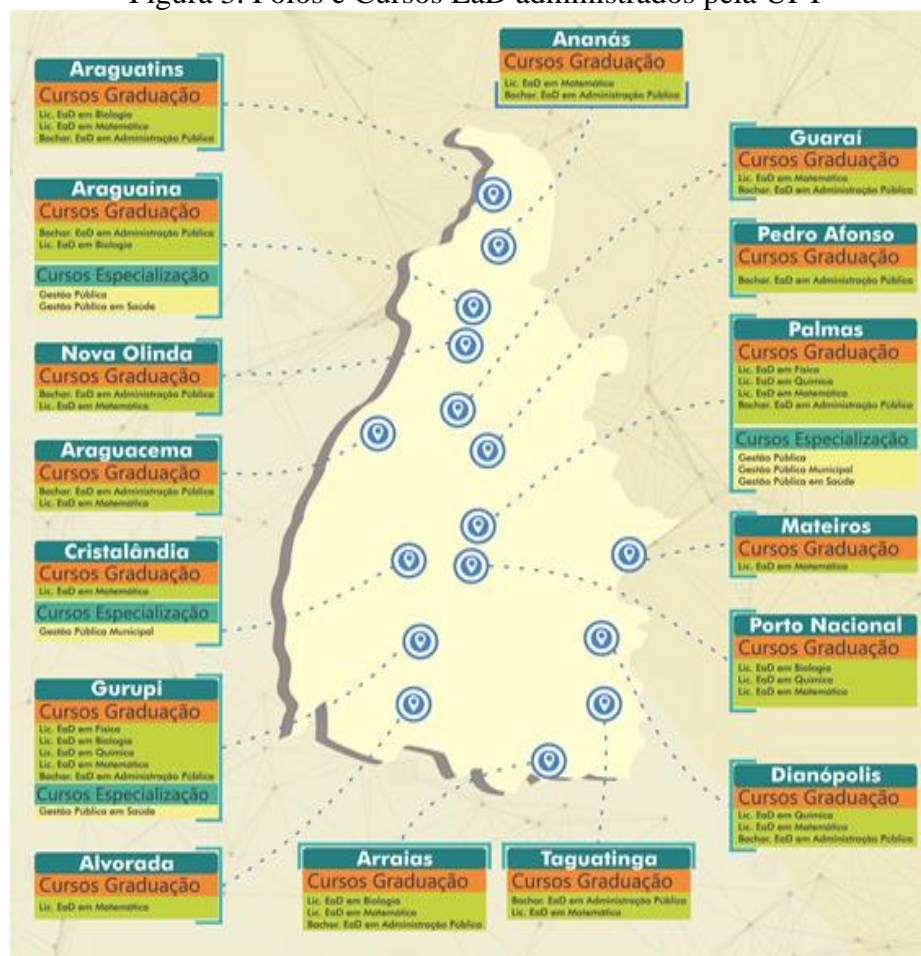 Figura 5. Polos e Cursos EaD administrados pela UFT
Ananás
Cursos Graduação
Lic. EaD em Matemática
Bachar. EaD em Administração Pública
Araguatins
Cursos Graduação
Lic. EaD em Biologia
Lic. EaD em Matemática
Bachar. EaD em Administração Pública
Araguaína
Cursos Graduação
Bachar. EaD em Administração Pública
Lic. EaD em Biologia
Cursos Especialização
Gestão Pública
Gestão Pública em Saúde
Nova Olinda
Cursos Graduação
Bachar. EaD em Administração Pública
Lic. EaD em Matemática
Araguacema
Cursos Graduação
Bachar. EaD em Administração Pública
Lic. EaD em Matemática
Cristalândia
Cursos Graduação
Lic. EaD em Matemática
Cursos Especialização
Gestão Pública Municipal
Gurupi
Cursos Graduação
Lic. EaD em Física
Lic. EaD em Biologia
Lic. EaD em Química
Lic. EaD em Matemática
Bachar. EaD em Administração Pública
Cursos Especialização
Gestão Pública em Saúde
Alvorada
Cursos Graduação
Lic. EaD em Matemática
Arraias
Cursos Graduação
Lic. EaD em Biologia
Lic. EaD em Matemática
Bachar. EaD em Administração Pública
Taguatinga
Cursos Graduação
Bachar. EaD em Administração Pública
Lic. EaD em Matemática
Guaraí
Cursos Graduação
Lic. EaD em Matemática
Bachar. EaD em Administração Pública
Pedro Afonso
Cursos Graduação
Bachar. EaD em Administração Pública
Palmas
Cursos Graduação
Lic. EaD em Física
Lic. EaD em Química
Lic. EaD em Matemática
Bachar. EaD em Administração Pública
Cursos Especialização
Gestão Pública
Gestão Pública Municipal
Gestão Pública em Saúde
Mateiros
Cursos Graduação
Lic. EaD em Matemática
Porto Nacional
Cursos Graduação
Lic. EaD em Biologia
Lic. EaD em Química
Lic. EaD em Matemática
Dianópolis
Cursos Graduação
Lic. EaD em Química
Lic. EaD em Matemática
Bachar. EaD em Administração Pública